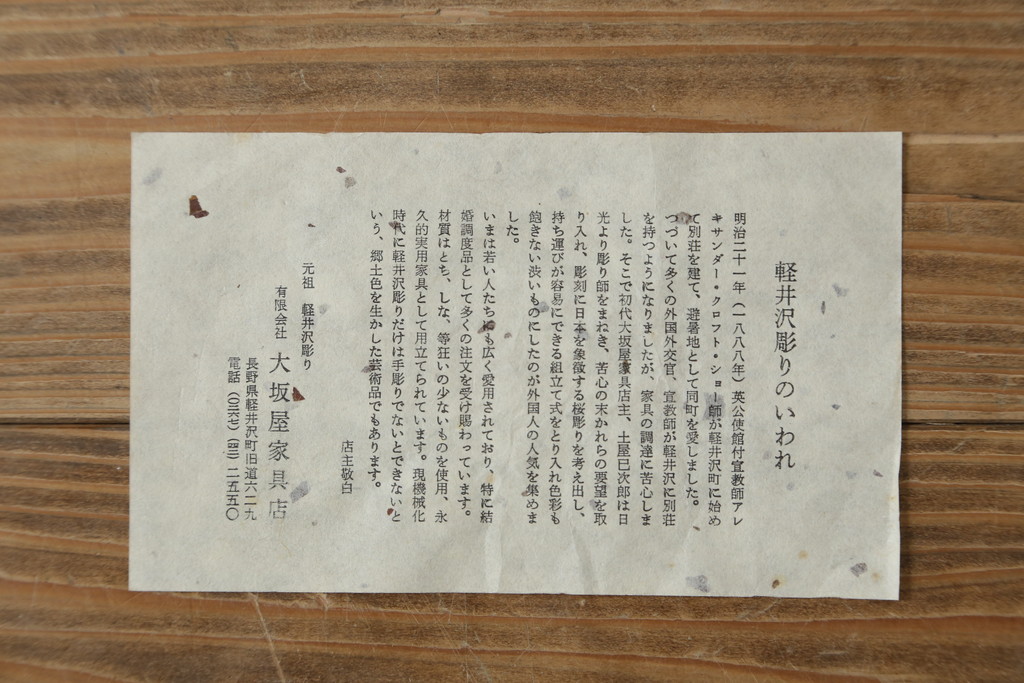 軽井沢彫りのいわれ
明治二十一年（一八八八年）英公使館付宣教師アレ
キサンダー・クロフト・ショー師が軽井沢町に始め
て別荘を建て、避暑地として同町を愛しました。
つづいて多くの外国外交官、宣教師が軽井沢に別荘
を持つようになりましたが、家具の調達に苦心しま
した。そこで初代大坂屋家具店主、土屋巳次郎は日
光より彫り師をまねき、苦心の末かれらの要望を取
り入れ、彫刻に日本を象徴する桜彫りを考え出し、
持ち運びが容易にできる組立て式をとり入れ色彩も
飽きない渋いものにしたのが外国人の人気を集めま
した。
いまは若い人たちにも広く愛用されており、特に結
婚調度品として多くの注文を受け賜わっています。
材質はとち、しな、等狂いの少ないものを使用、永
久的実用家具として用立てられています。現機械化
時代に軽井沢彫りだけは手彫りでないとできないと
いう、郷土色を生かした芸術品でもあります。
店主敬白
元祖 軽井沢彫り
有限会社 大坂屋家具店
長野県軽井沢町旧道六二九
電話 二五五〇